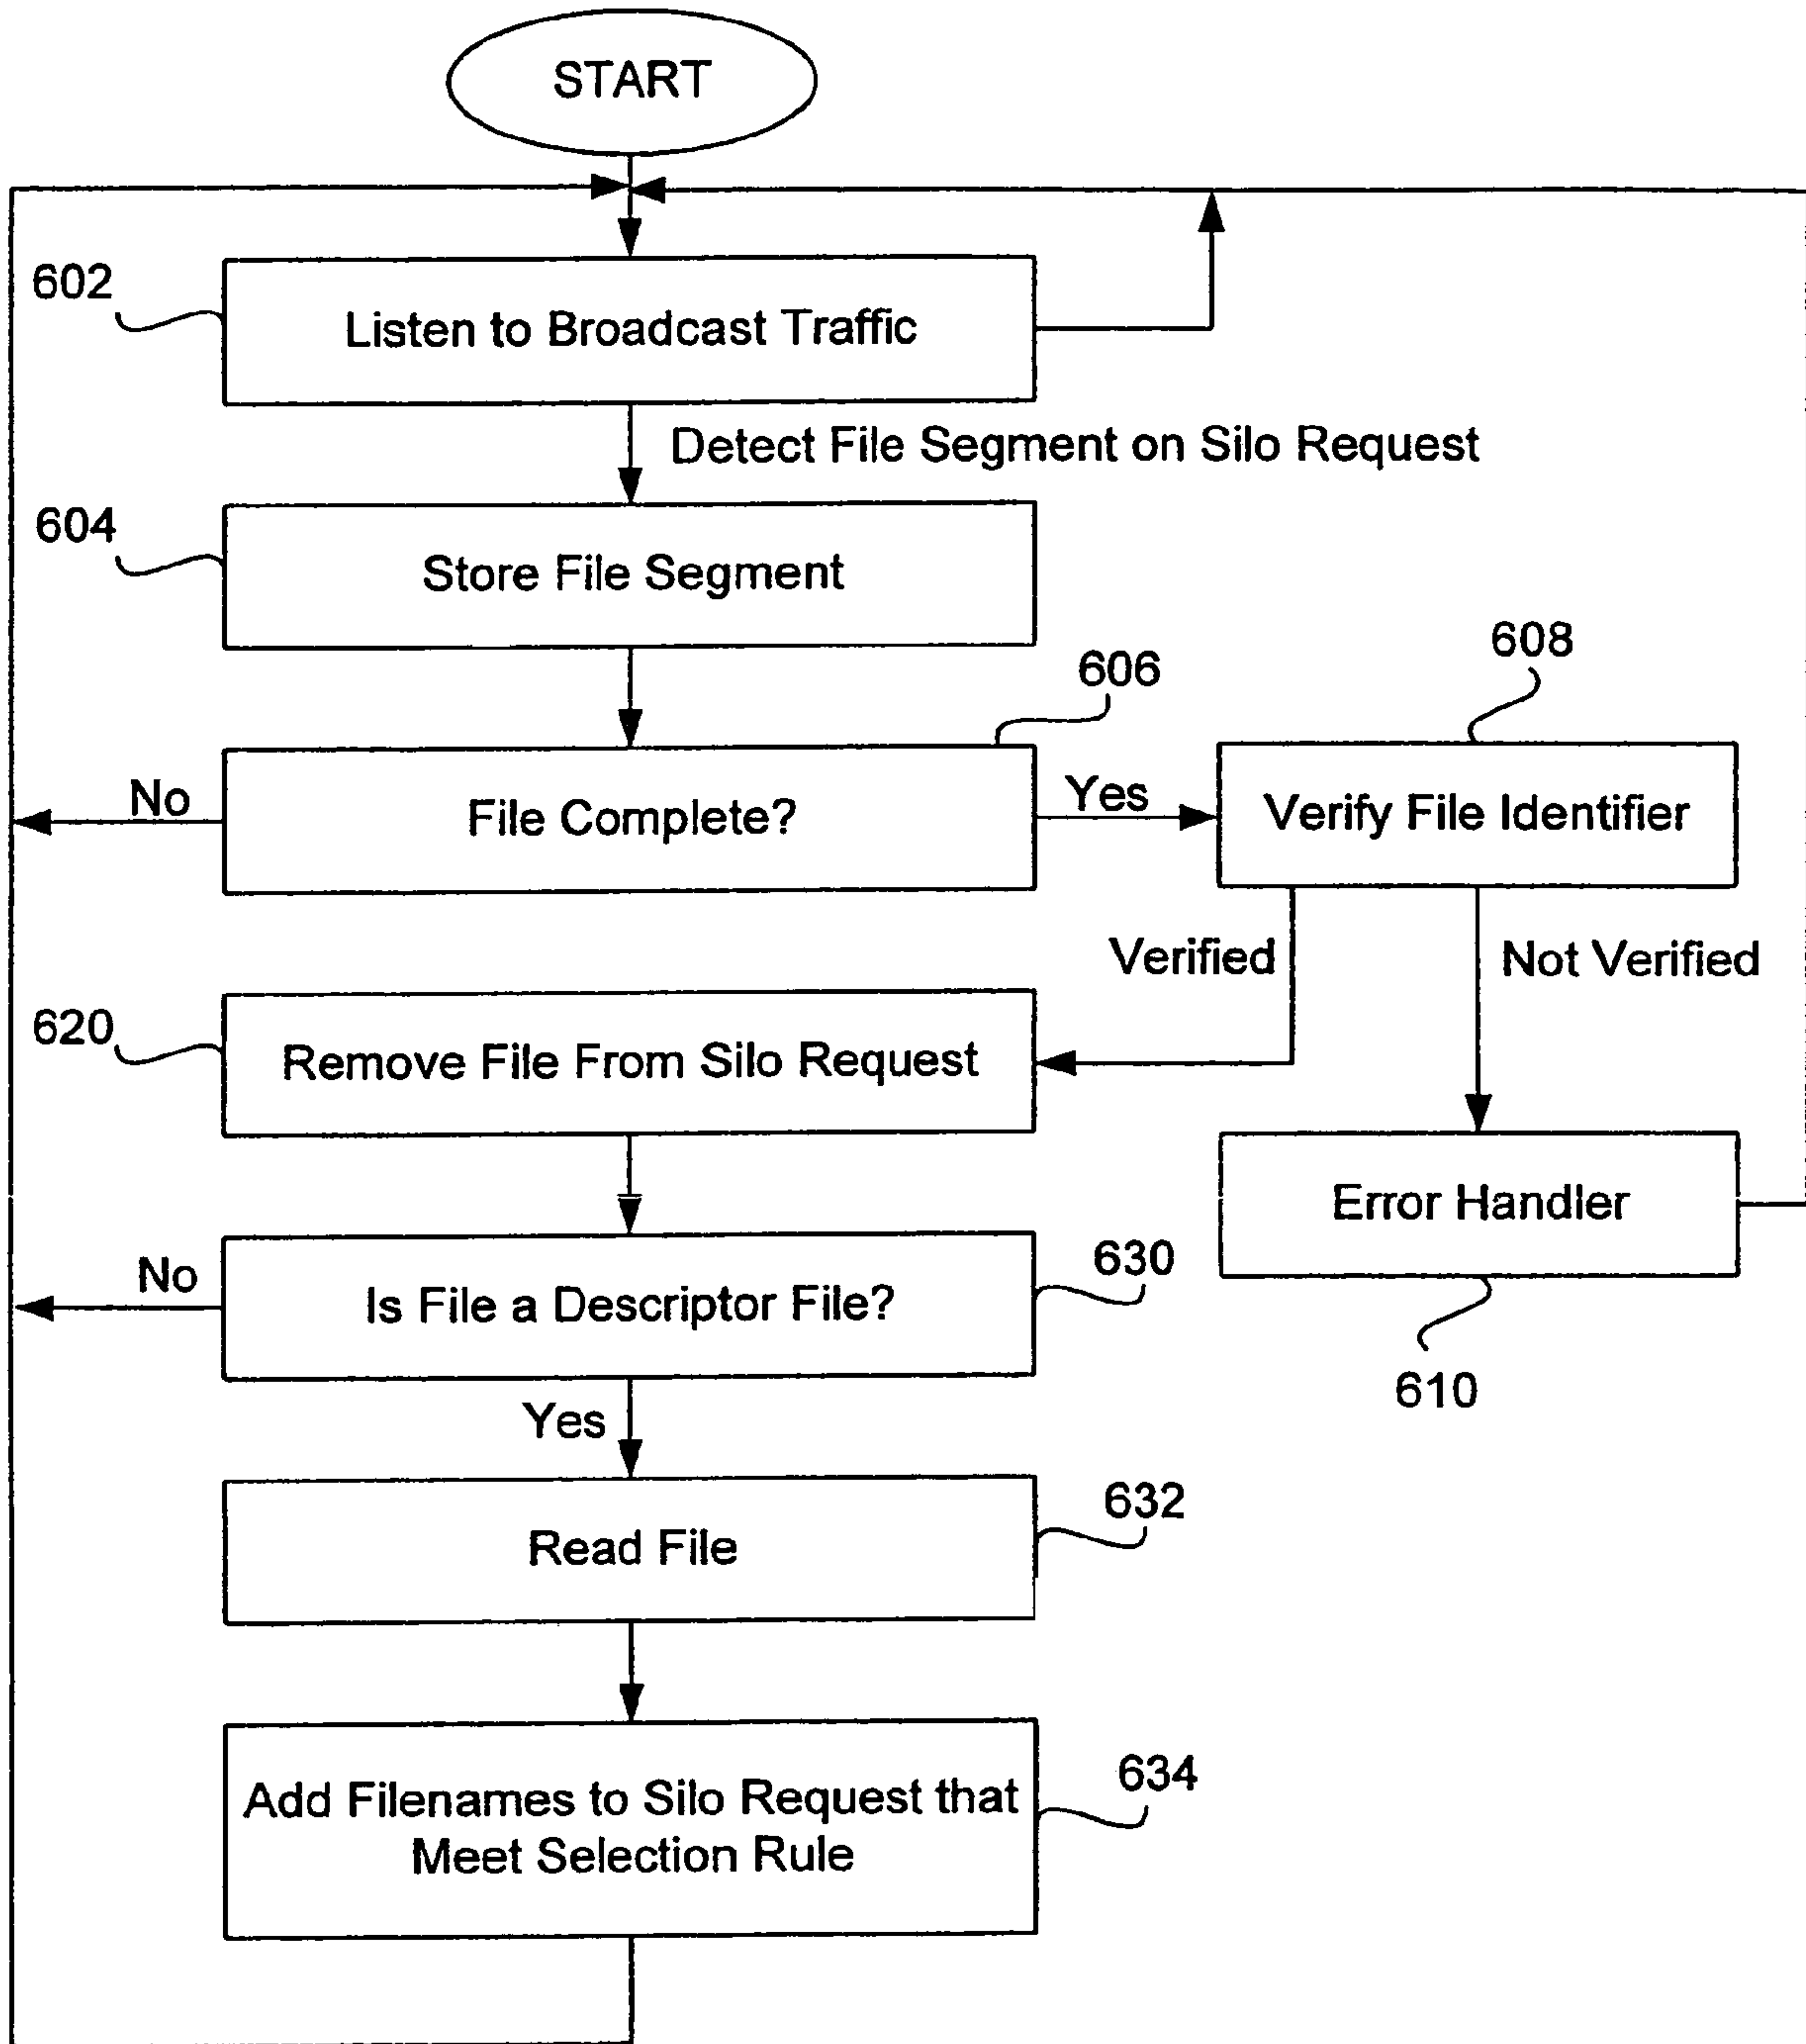 START
602
Listen to Broadcast Traffic
Detect File Segment on Silo Request
604
Store File Segment
606
608
No
File Complete?
Yes
Verify File Identifier
Verified
Not Verified
620
Remove File From Silo Request
Error Handler
No
630
Is File a Descriptor File?
610
Yes
632
Read File
634
Add Filenames to Silo Request that
Meet Selection Rule